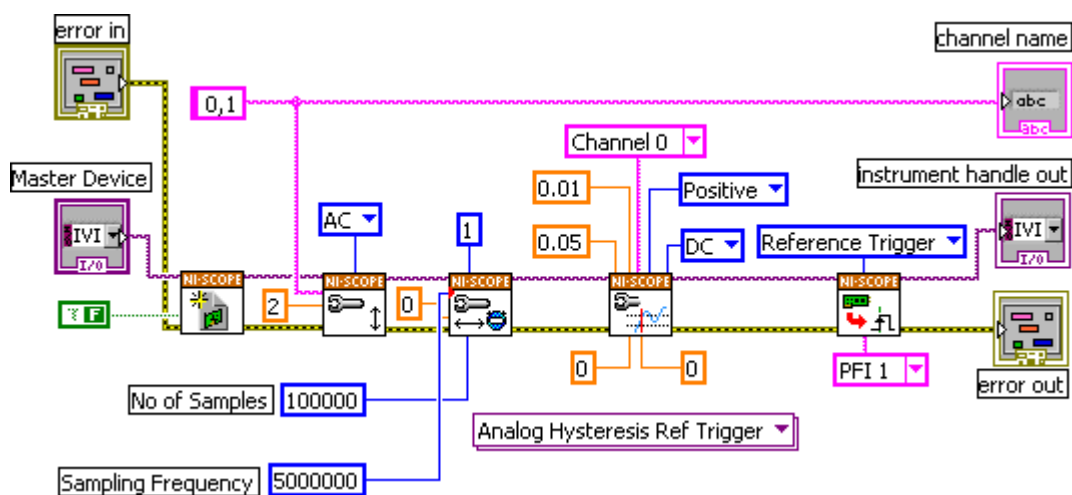 error in
channel name
0,1
abc
abc
Channel 0
Master Device
instrument handle out
0.01
Positive
IVI
I/O
AC
1
0.05
DC
Reference Trigger
IVI
I/O
NI-SCOPE
NI-SCOPE
NI-SCOPE
NI-SCOPE
NI-SCOPE
F
2
0
0
0
PFI 1
error out
No of Samples
100000
Analog Hysteresis Ref Trigger
Sampling Frequency
5000000